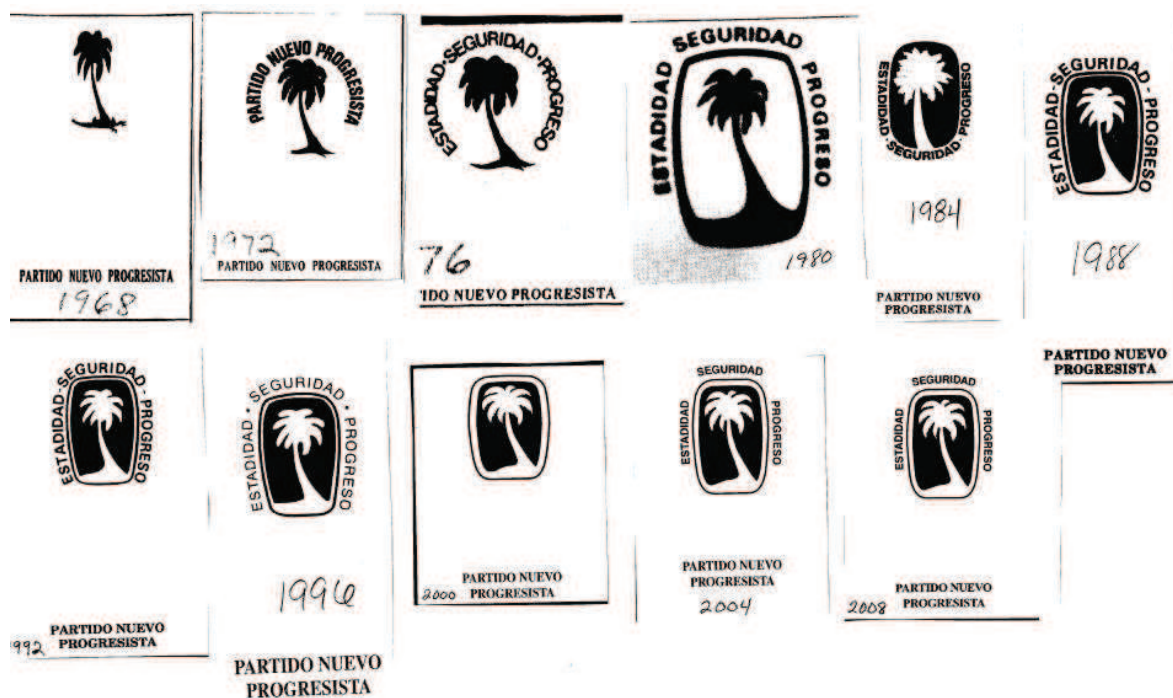 PARTIDO NUEVO PROGRESISTA
1968
PARTIDO NUEVO PROGRESISTA
1972
PARTIDO NUEVO PROGRESISTA
ESTADIDAD·SEGURIDAD·PROGRESO
76
IDO NUEVO PROGRESISTA
ESTADIDAD SEGURIDAD PROGRESO
1980
ESTADIDAD·SEGURIDAD·PROGRESO
1984
PARTIDO NUEVO
PROGRESISTA
ESTADIDAD-SEGURIDAD-PROGRESO
1988
PARTIDO NUEVO
PROGRESISTA
ESTADIDAD-SEGURIDAD-PROGRESO
992
PARTIDO NUEVO
PROGRESISTA
ESTADIDAD · SEGURIDAD · PROGRESO
1996
PARTIDO NUEVO
PROGRESISTA
2000
PARTIDO NUEVO
PROGRESISTA
ESTADIDAD SEGURIDAD PROGRESO
PARTIDO NUEVO
PROGRESISTA
2004
ESTADIDAD SEGURIDAD PROGRESO
2008
PARTIDO NUEVO
PROGRESISTA